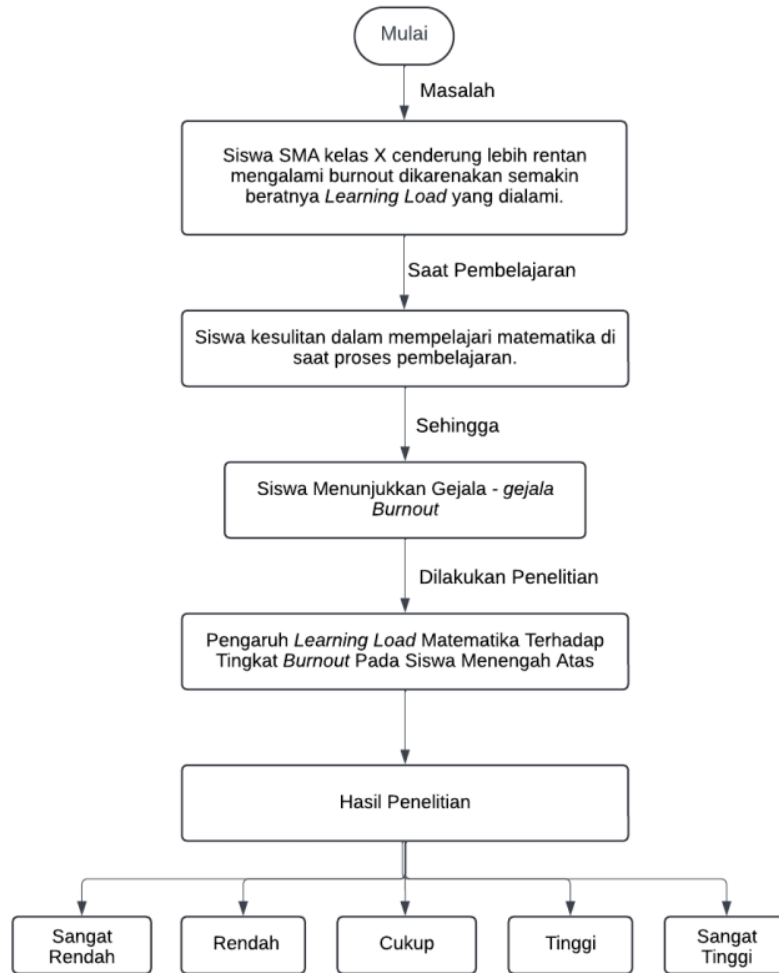 Mulai
Masalah
Siswa SMA kelas X cenderung lebih rentan
mengalami burnout dikarenakan semakin
beratnya Learning Load yang dialami.
Saat Pembelajaran
Siswa kesulitan dalam mempelajari matematika di
saat proses pembelajaran.
Sehingga
Siswa Menunjukkan Gejala - gejala
Burnout
Dilakukan Penelitian
Pengaruh Learning Load Matematika Terhadap
Tingkat Burnout Pada Siswa Menengah Atas
Hasil Penelitian
Sangat
Rendah
Rendah
Cukup
Tinggi
Sangat
Tinggi